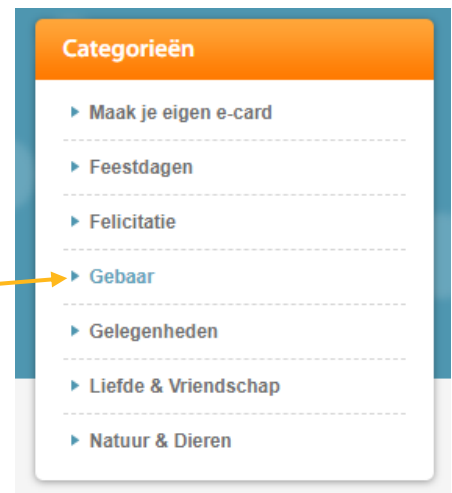 Categorieën
Maak je eigen e-card
Feestdagen
Felicitatie
Gebaar
Gelegenheden
Liefde & Vriendschap
Natuur & Dieren